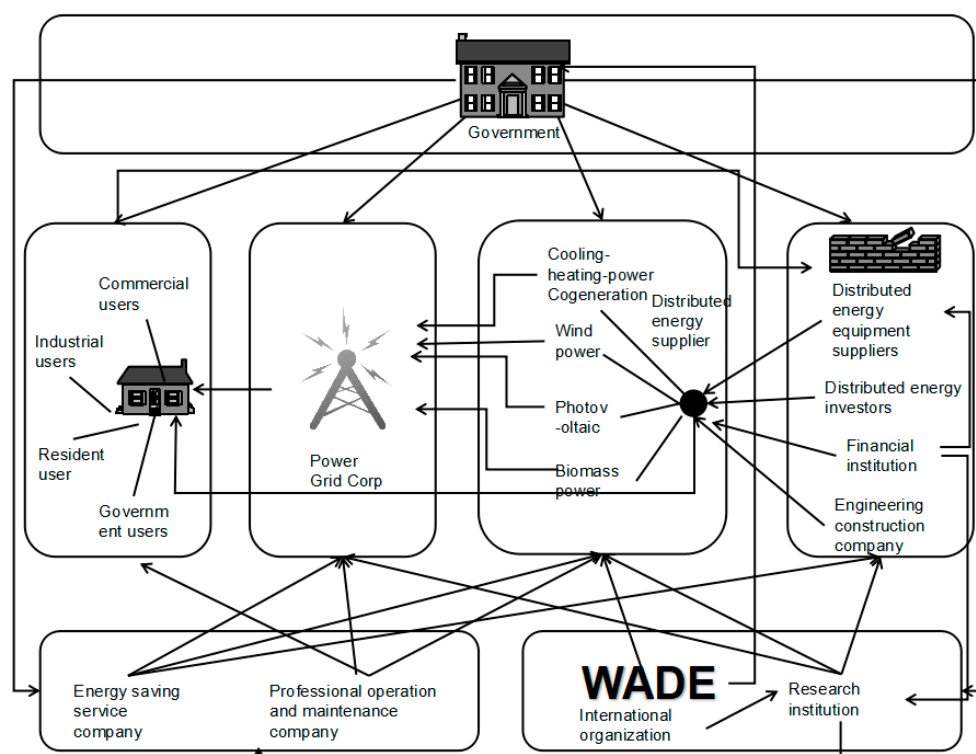 Government
Commercial
users
Industrial
users
Resident
user
Governm
ent users
Power
Grid Corp
Cooling-
heating-power
Cogeneration
Distributed
energy
supplier
Wind
power
Photov
-oltaic
Biomass
power
Distributed
energy
equipment
suppliers
Distributed energy
investors
Financial
institution
Engineering
construction
company
Energy saving
service
company
Professional operation
and maintenance
company
WADE
International
organization
Research
institution